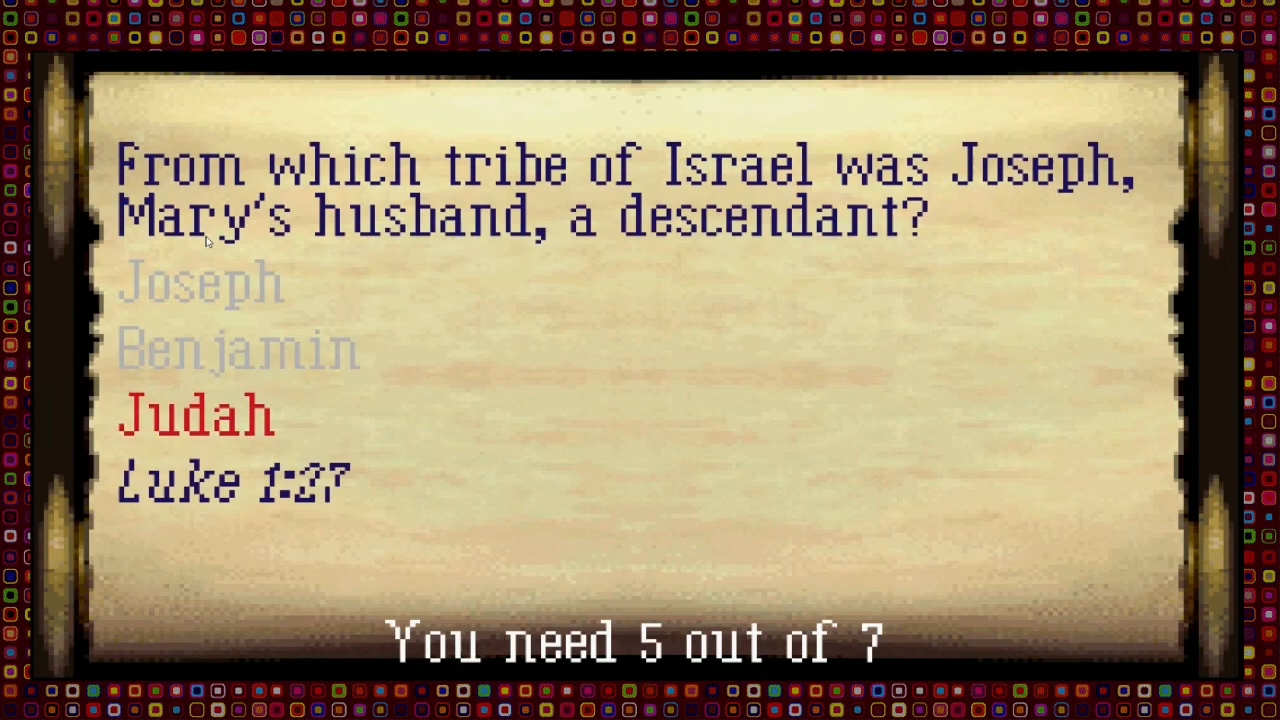 From which tribe of Israel was Joseph,
Mary's husband, a descendant?
Joseph
Benjamin
Judah
Luke 1:27
You need 5 out of 7